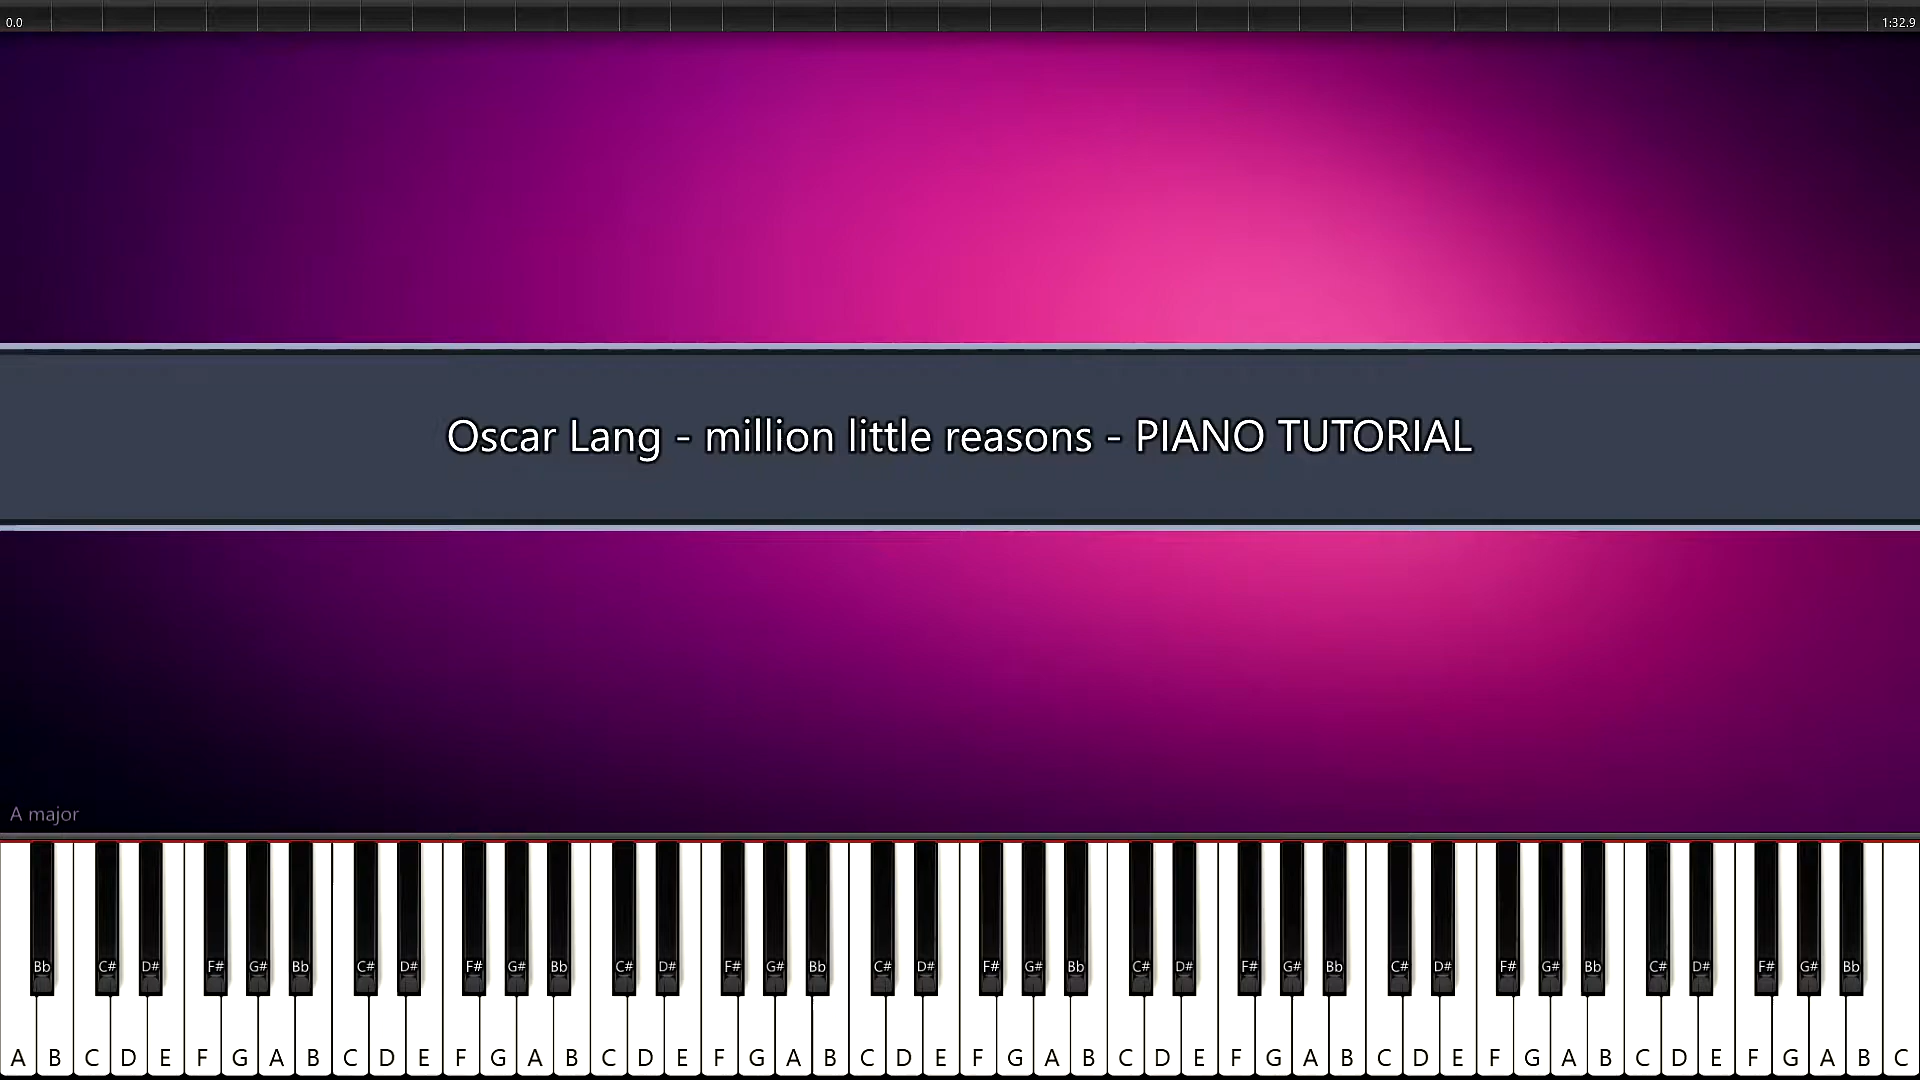 0.0 1:32.9
Oscar Lang - million little reasons - PIANO TUTORIAL
A major
Bb C# D# F# G# Bb C# D# F# G# Bb C# D# F# G# Bb C# D# F# G# Bb C# D# F# G# Bb C# D# F# G# Bb C# D# F# G# Bb
A B C D E F G A B C D E F G A B C D E F G A B C D E F G A B C D E F G A B C D E F G A B C D E F G A B C